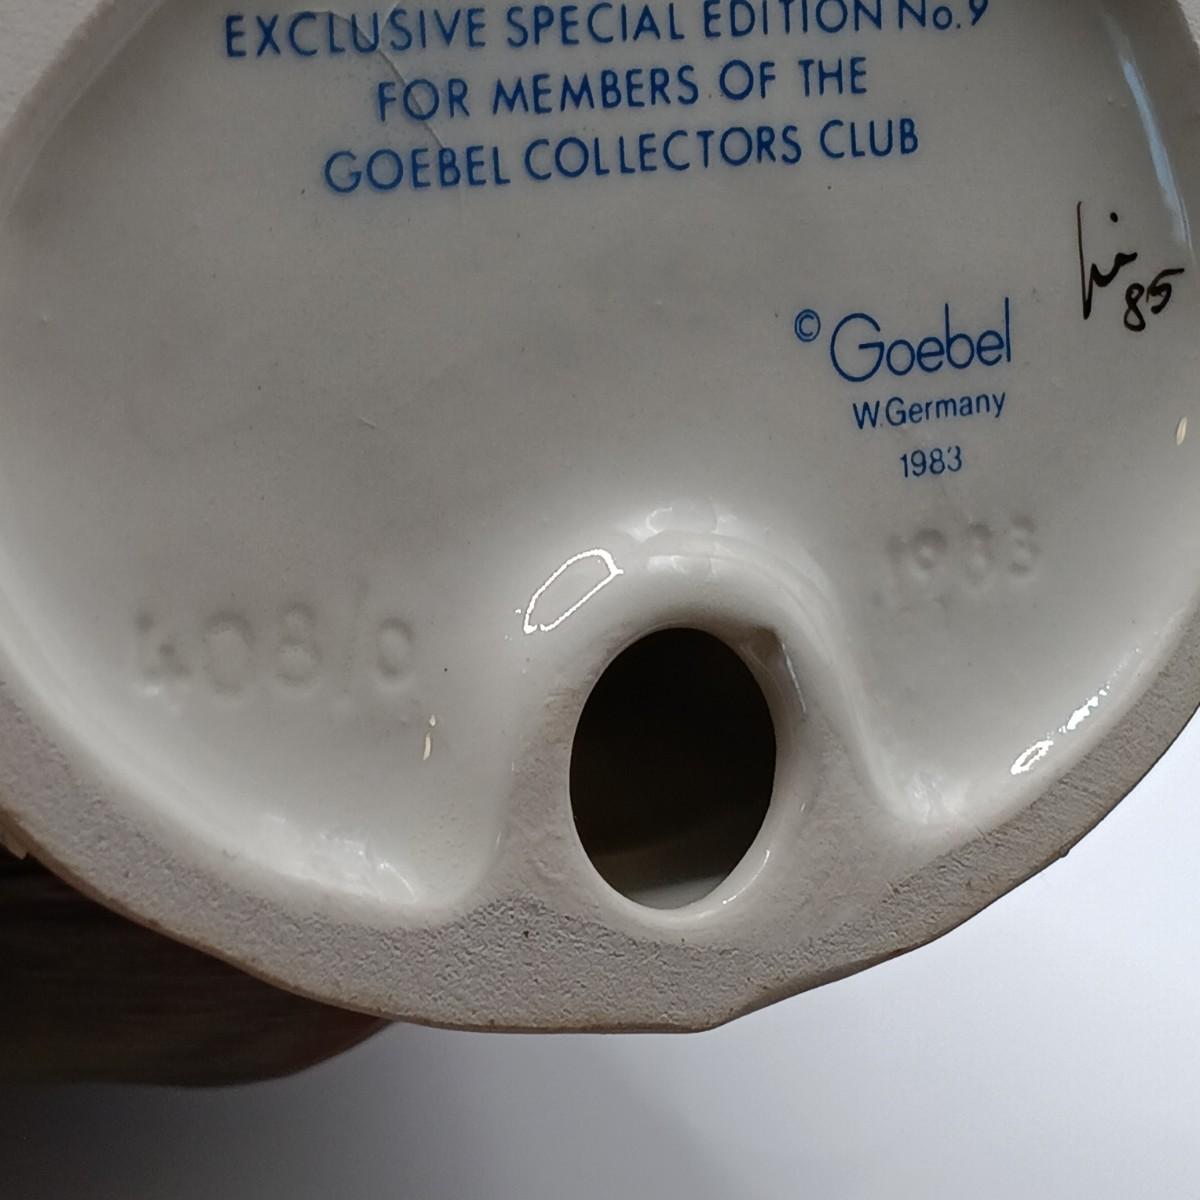 EXCLUSIVE SPECIAL EDITION No. 9
FOR MEMBERS OF THE
GOEBEL COLLECTORS CLUB
85
© Goebel
W.Germany
1983
1983
408/0